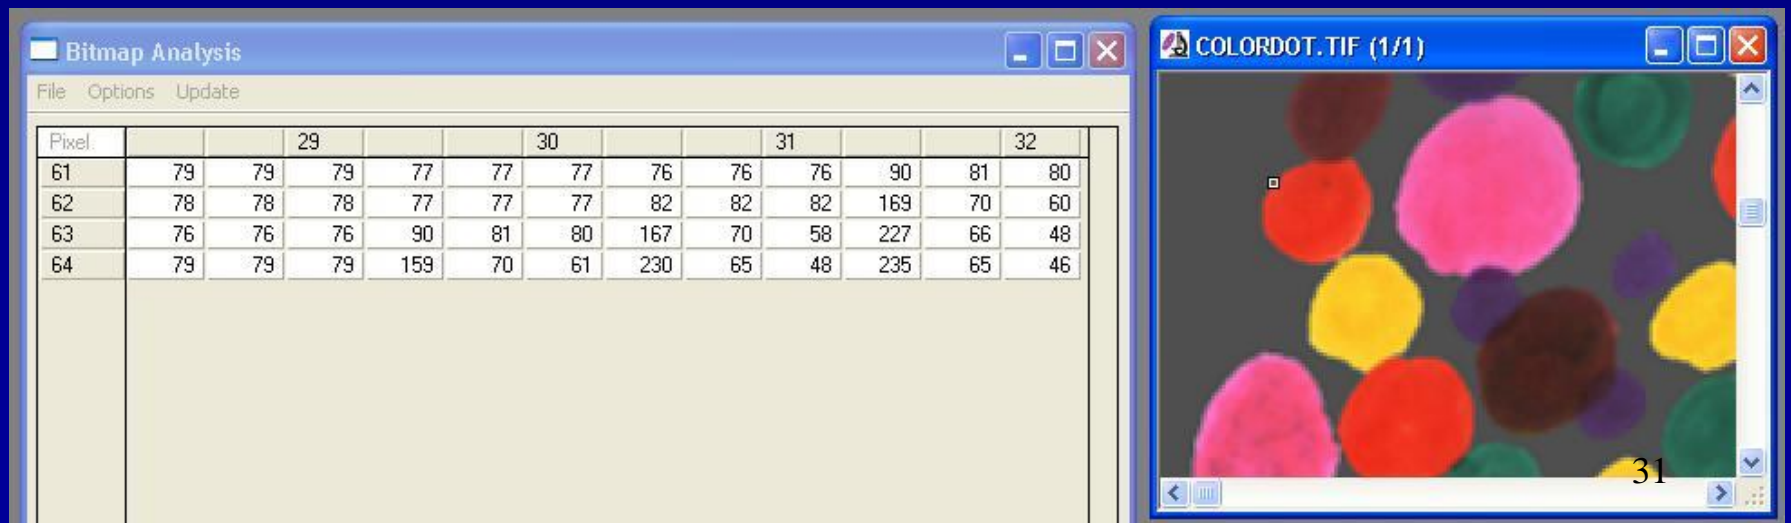 Bitmap Analysis
File Options Update
Pixel 29 30 31 32
61 79 79 79 77 77 77 76 76 76 90 81 80
62 78 78 78 77 77 77 82 82 82 169 70 60
63 76 76 76 90 81 80 167 70 58 227 66 48
64 79 79 79 159 70 61 230 65 48 235 65 46
COLORDOT.TIF (1/1)
31